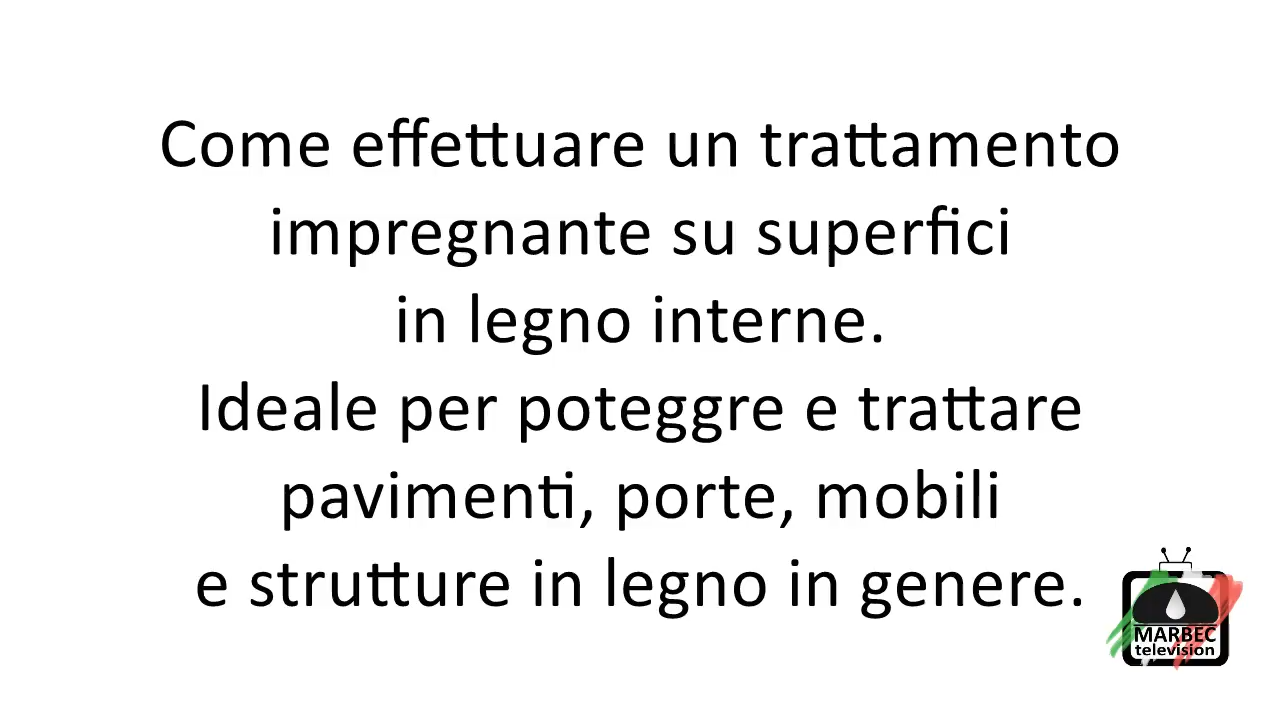 Come effettuare un trattamento
impregnante su superfici
in legno interne.
Ideale per poteggre e trattare
pavimenti, porte, mobili
e strutture in legno in genere.
MARBEC
television